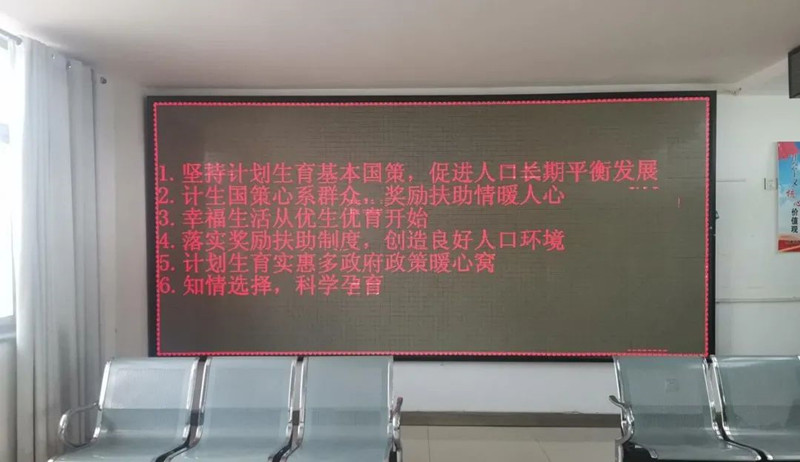 1. 坚持计划生育基本国策，促进人口长期平衡发展
2. 计生国策心系群众，奖励扶助情暖人心
3. 幸福生活从优生优育开始
4. 落实奖励扶助制度，创造良好人口环境
5. 计划生育实惠多政府政策暖心窝
6. 知情选择，科学孕育
价值观